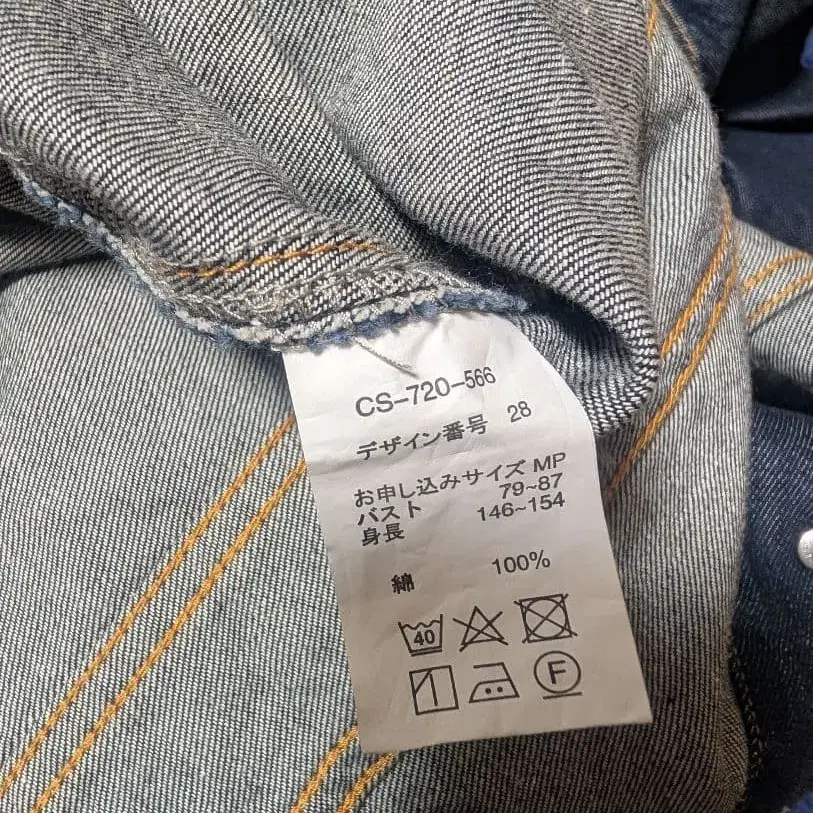 CS-720-566
デザイン番号 28
お申し込みサイズ MP
バスト 79~87
身長 146~154
綿 100%
40
F